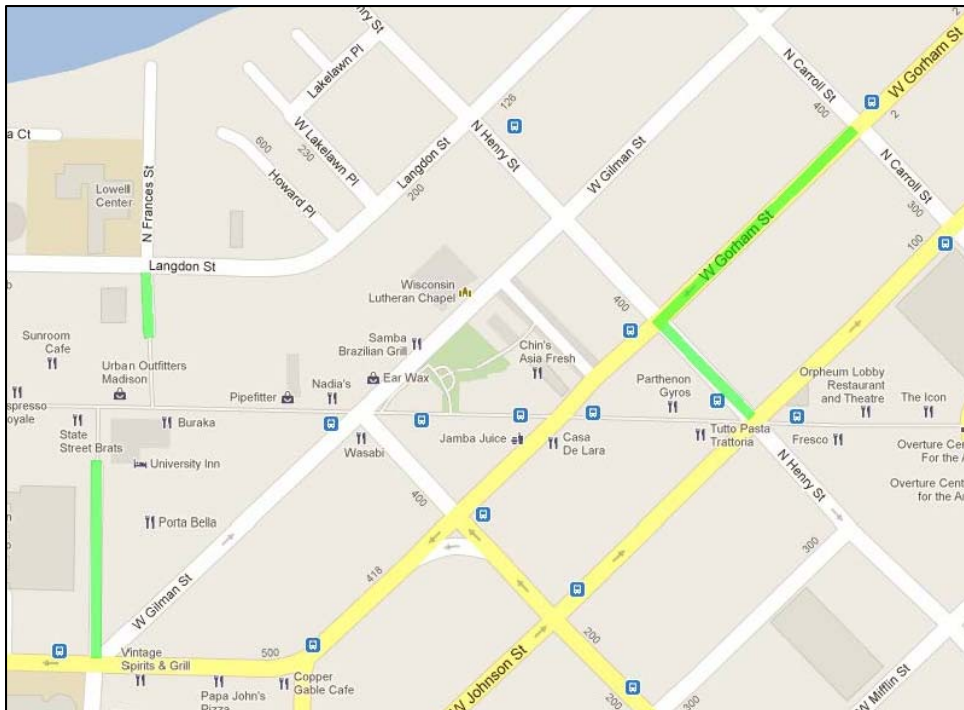 N Carroll St
400
W Gorham St
2
2
Lakelawn Pl
126
N Henry St
W Lakelawn Pl
230
600
Howard Pl
Langdon St
200
W Gilman St
N Carroll St
300
100
a Ct
Lowell
Center
N Frances St
Langdon St
W Gorham St
Wisconsin
Lutheran Chapel
400
Sunroom
Cafe
Samba
Brazilian Grill
Chin's
Asia Fresh
Urban Outfitters
Madison
Ear Wax
Parthenon
Gyros
Orpheum Lobby
Restaurant
and Theatre
The Icon
Pipefitter
Nadia's
State
Street Brats
Buraka
Wasabi
Jamba Juice
Casa
De Lara
Tutto Pasta
Trattoria
Fresco
Overture Cen
For the A
Overture Cent
for the A
University Inn
N Henry St
Porta Bella
400
300
418
W Gilman St
200
500
Vintage
Spirits & Grill
Papa John's
Pizza
Copper
Gable Cafe
W Johnson St
200
300
W Mifflin St